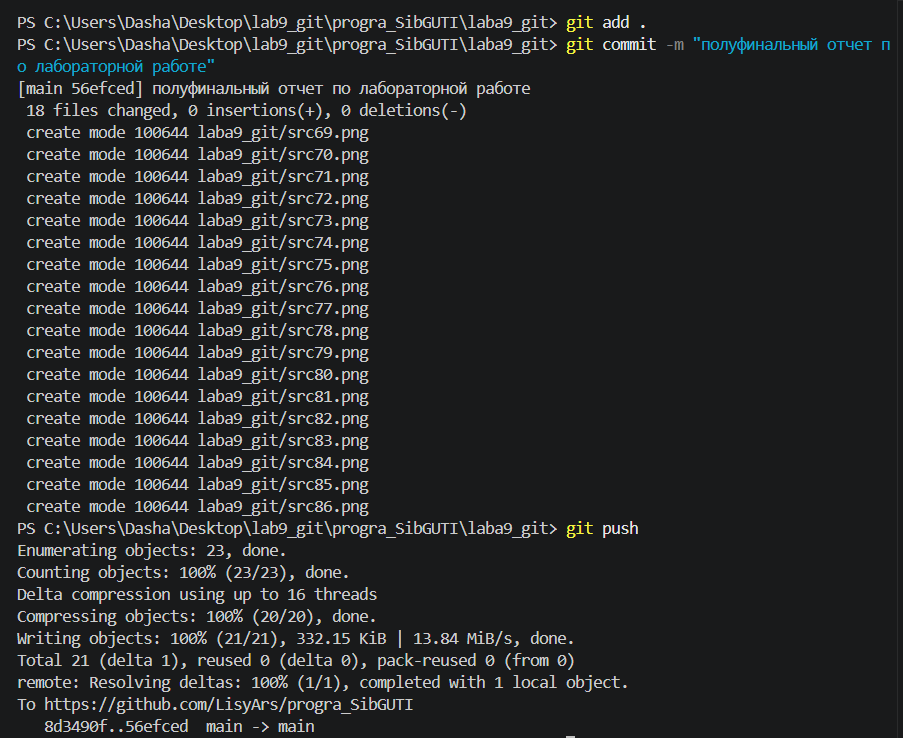 PS C:\Users\Dasha\Desktop\lab9_git\progra_SibGUTI\laba9_git> git add .
PS C:\Users\Dasha\Desktop\lab9_git\progra_SibGUTI\laba9_git> git commit -m "полуфинальный отчет п
о лабораторной работе"
[main 56efced] полуфинальный отчет по лабораторной работе
 18 files changed, 0 insertions(+), 0 deletions(-)
 create mode 100644 laba9_git/src69.png
 create mode 100644 laba9_git/src70.png
 create mode 100644 laba9_git/src71.png
 create mode 100644 laba9_git/src72.png
 create mode 100644 laba9_git/src73.png
 create mode 100644 laba9_git/src74.png
 create mode 100644 laba9_git/src75.png
 create mode 100644 laba9_git/src76.png
 create mode 100644 laba9_git/src77.png
 create mode 100644 laba9_git/src78.png
 create mode 100644 laba9_git/src79.png
 create mode 100644 laba9_git/src80.png
 create mode 100644 laba9_git/src81.png
 create mode 100644 laba9_git/src82.png
 create mode 100644 laba9_git/src83.png
 create mode 100644 laba9_git/src84.png
 create mode 100644 laba9_git/src85.png
 create mode 100644 laba9_git/src86.png
PS C:\Users\Dasha\Desktop\lab9_git\progra_SibGUTI\laba9_git> git push
Enumerating objects: 23, done.
Counting objects: 100% (23/23), done.
Delta compression using up to 16 threads
Compressing objects: 100% (20/20), done.
Writing objects: 100% (21/21), 332.15 KiB | 13.84 MiB/s, done.
Total 21 (delta 1), reused 0 (delta 0), pack-reused 0 (from 0)
remote: Resolving deltas: 100% (1/1), completed with 1 local object.
To https://github.com/LisyArs/progra_SibGUTI
   8d3490f..56efced  main -> main